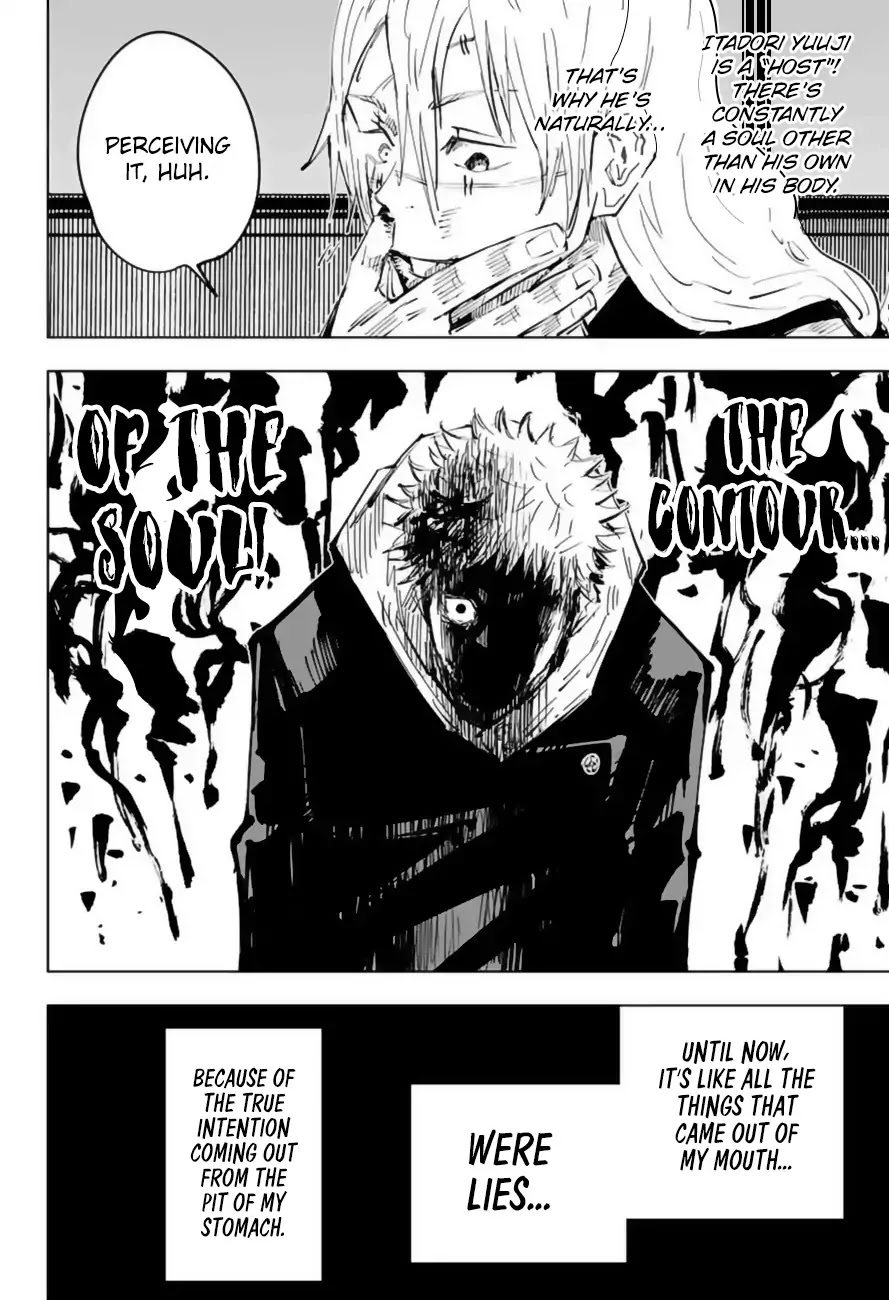 ITADORI YUUJI
IS A "HOST"!
THERE'S
CONSTANTLY
A SOUL OTHER
THAN HIS OWN
IN HIS BODY.
THAT'S
WHY HE'S
NATURALLY...
PERCEIVING
IT, HUH.
THE
CONTOUR...
OF THE
SOUL!
UNTIL NOW,
IT'S LIKE ALL THE
THINGS THAT
CAME OUT OF
MY MOUTH...
WERE
LIES...
BECAUSE OF
THE TRUE
INTENTION
COMING OUT
FROM THE
PIT OF MY
STOMACH.